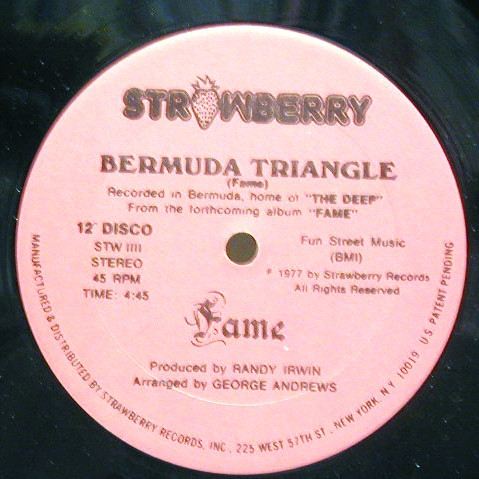 STRAWBERRY
BERMUDA TRIANGLE
(Fame)
Recorded in Bermuda, home of "THE DEEP"
From the forthcoming album "FAME"
12" DISCO
STW IIII
STEREO
45 RPM
TIME: 4:45
Fun Street Music
(BMI)
℗ 1977 by Strawberry Records
All Rights Reserved
Fame
Produced by RANDY IRWIN
Arranged by GEORGE ANDREWS
MANUFACTURED & DISTRIBUTED BY STRAWBERRY RECORDS, INC., 225 WEST 57TH ST., NEW YORK, N.Y. 10019 U.S. PATENT PENDING